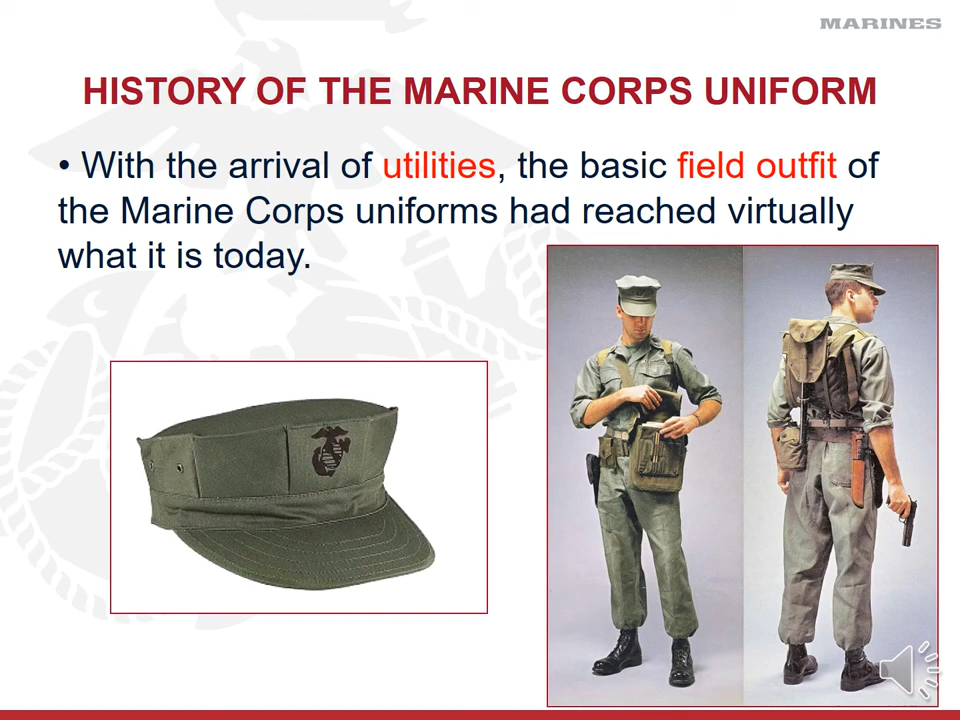 MARINES
HISTORY OF THE MARINE CORPS UNIFORM
• With the arrival of utilities, the basic field outfit of
the Marine Corps uniforms had reached virtually
what it is today.